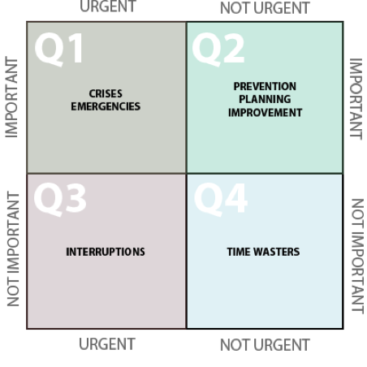 URGENT
NOT URGENT
IMPORTANT
Q1
CRISES
EMERGENCIES
Q2
PREVENTION
PLANNING
IMPROVEMENT
IMPORTANT
NOT IMPORTANT
Q3
INTERRUPTIONS
Q4
TIME WASTERS
NOT IMPORTANT
URGENT
NOT URGENT